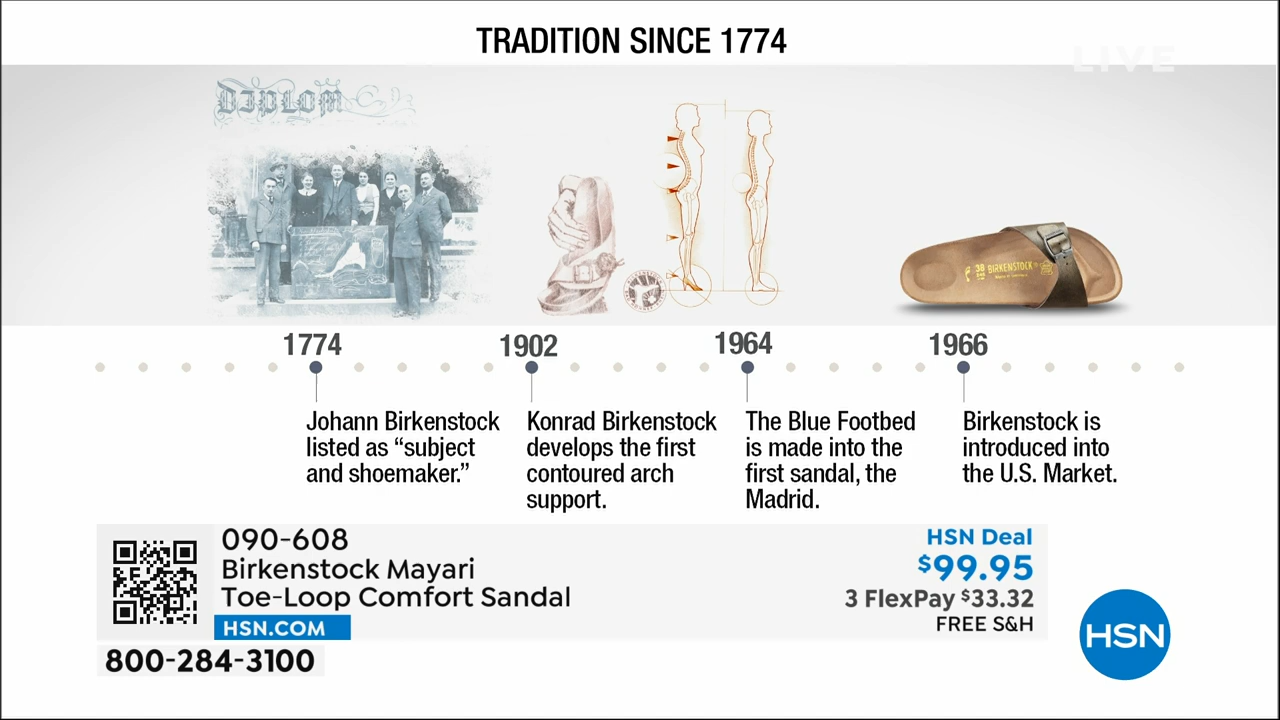 TRADITION SINCE 1774
LIVE
Diplom
BIRKENSTOCK
38
1774
1902
1964
1966
Johann Birkenstock
listed as “subject
and shoemaker.”
Konrad Birkenstock
develops the first
contoured arch
support.
The Blue Footbed
is made into the
first sandal, the
Madrid.
Birkenstock is
introduced into
the U.S. Market.
090-608
Birkenstock Mayari
Toe-Loop Comfort Sandal
HSN.COM
800-284-3100
HSN Deal
$99.95
3 FlexPay $33.32
FREE S&H
HSN